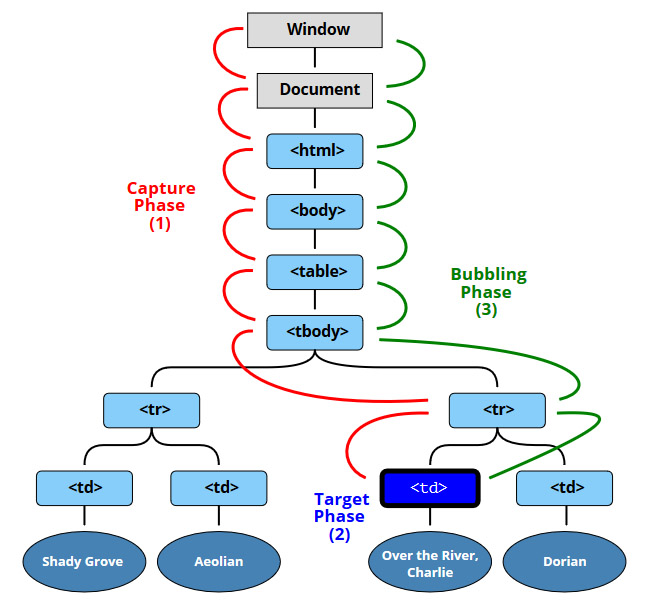 Window
Document
<html>
<body>
<table>
<tbody>
Capture
Phase
(1)
Bubbling
Phase
(3)
<tr>
<tr>
<td>
<td>
<td>
<td>
Target
Phase
(2)
Shady Grove
Aeolian
Over the River,
Charlie
Dorian